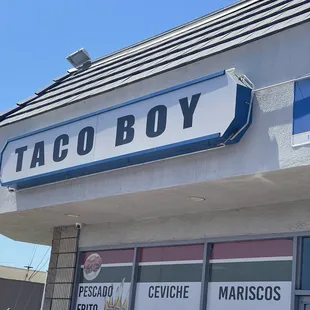 TACO BOY
PESCADO
FRITO
CEVICHE
MARISCOS